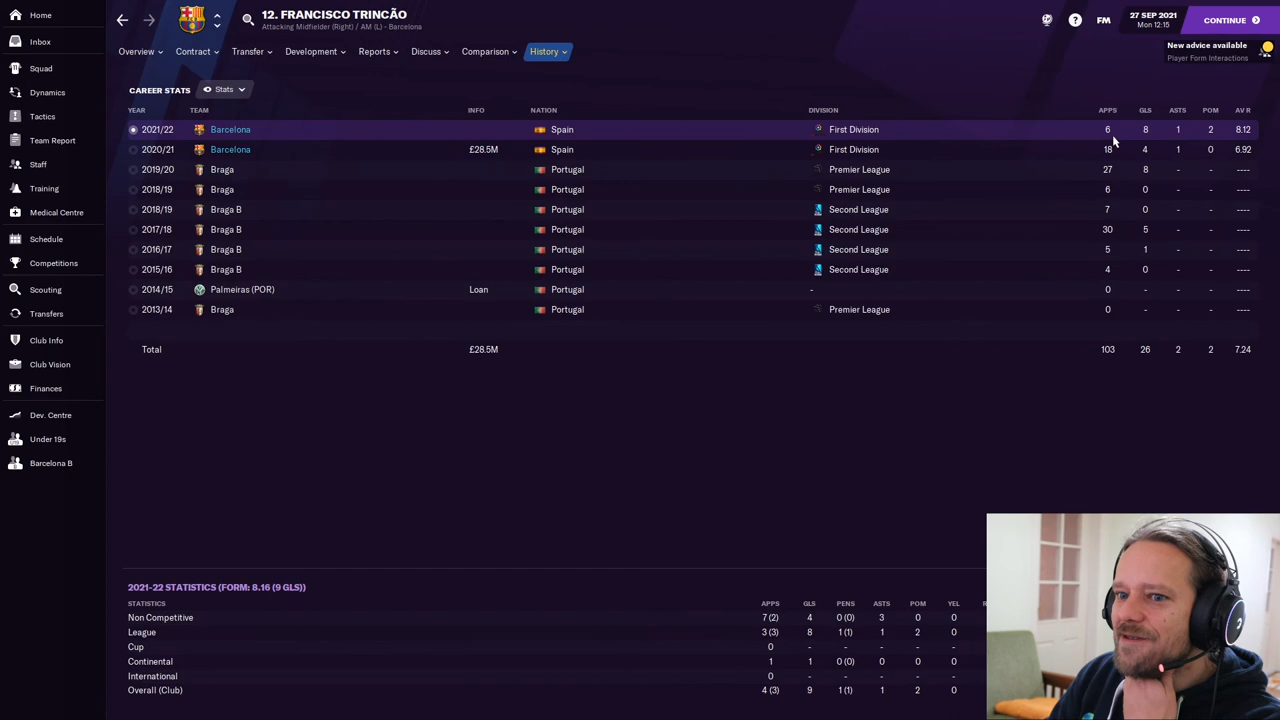 Home
12. FRANCISCO TRINCÃO
Attacking Midfielder (Right) / AM (L) - Barcelona
FM
27 SEP 2021
Mon 12:15
CONTINUE
Inbox
Overview Contract Transfer Development Reports Discuss Comparison History
New advice available
Player Form Interactions
Squad
Dynamics
Tactics
Team Report
Staff
Training
Medical Centre
Schedule
Competitions
Scouting
Transfers
Club Info
Club Vision
Finances
Dev. Centre
Under 19s
Barcelona B
CAREER STATS Stats
YEAR TEAM INFO NATION DIVISION APPS GLS ASTS POM AV R
2021/22 Barcelona Spain First Division 6 8 1 2 8.12
2020/21 Barcelona £28.5M Spain First Division 18 4 1 0 6.92
2019/20 Braga Portugal Premier League 27 8 - - ----
2018/19 Braga Portugal Premier League 6 0 - - ----
2018/19 Braga B Portugal Second League 7 0 - - ----
2017/18 Braga B Portugal Second League 30 5 - - ----
2016/17 Braga B Portugal Second League 5 1 - - ----
2015/16 Braga B Portugal Second League 4 0 - - ----
2014/15 Palmeiras (POR) Loan Portugal - 0 - - - ----
2013/14 Braga Portugal Premier League 0 - - - ----
Total £28.5M 103 26 2 2 7.24
2021-22 STATISTICS (FORM: 8.16 (9 GLS))
STATISTICS APPS GLS PENS ASTS POM YEL
Non Competitive 7 (2) 4 0 (0) 3 0 0
League 3 (3) 8 1 (1) 1 2 0
Cup 0 - - - - -
Continental 1 1 0 (0) 0 0 0
International 0 - - - - -
Overall (Club) 4 (3) 9 1 (1) 1 2 0